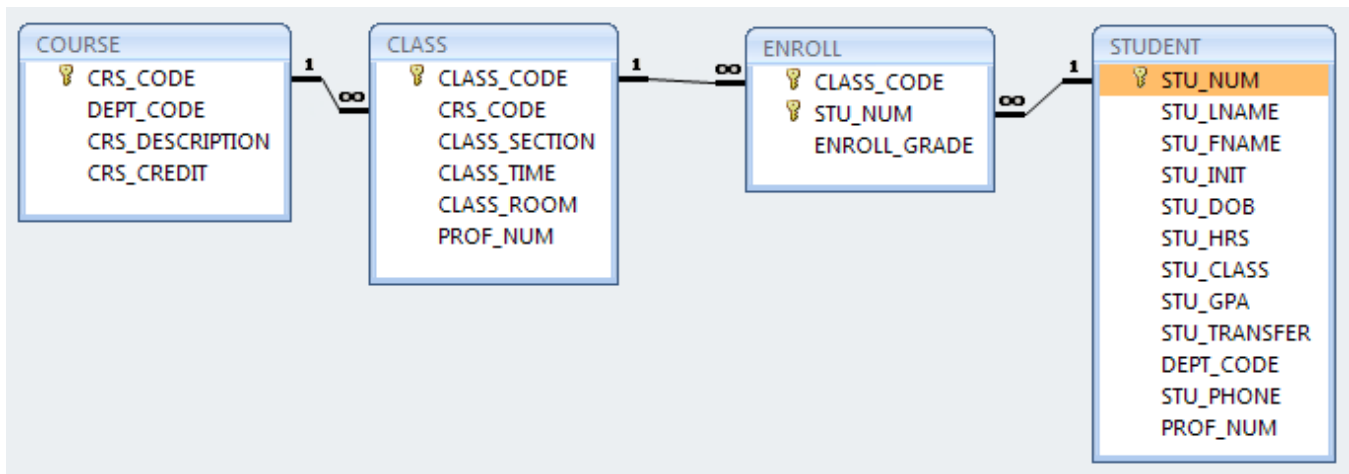 COURSE
CRS_CODE
DEPT_CODE
CRS_DESCRIPTION
CRS_CREDIT
1
∞
CLASS
CLASS_CODE
CRS_CODE
CLASS_SECTION
CLASS_TIME
CLASS_ROOM
PROF_NUM
1
∞
ENROLL
CLASS_CODE
STU_NUM
ENROLL_GRADE
∞
1
STUDENT
STU_NUM
STU_LNAME
STU_FNAME
STU_INIT
STU_DOB
STU_HRS
STU_CLASS
STU_GPA
STU_TRANSFER
DEPT_CODE
STU_PHONE
PROF_NUM